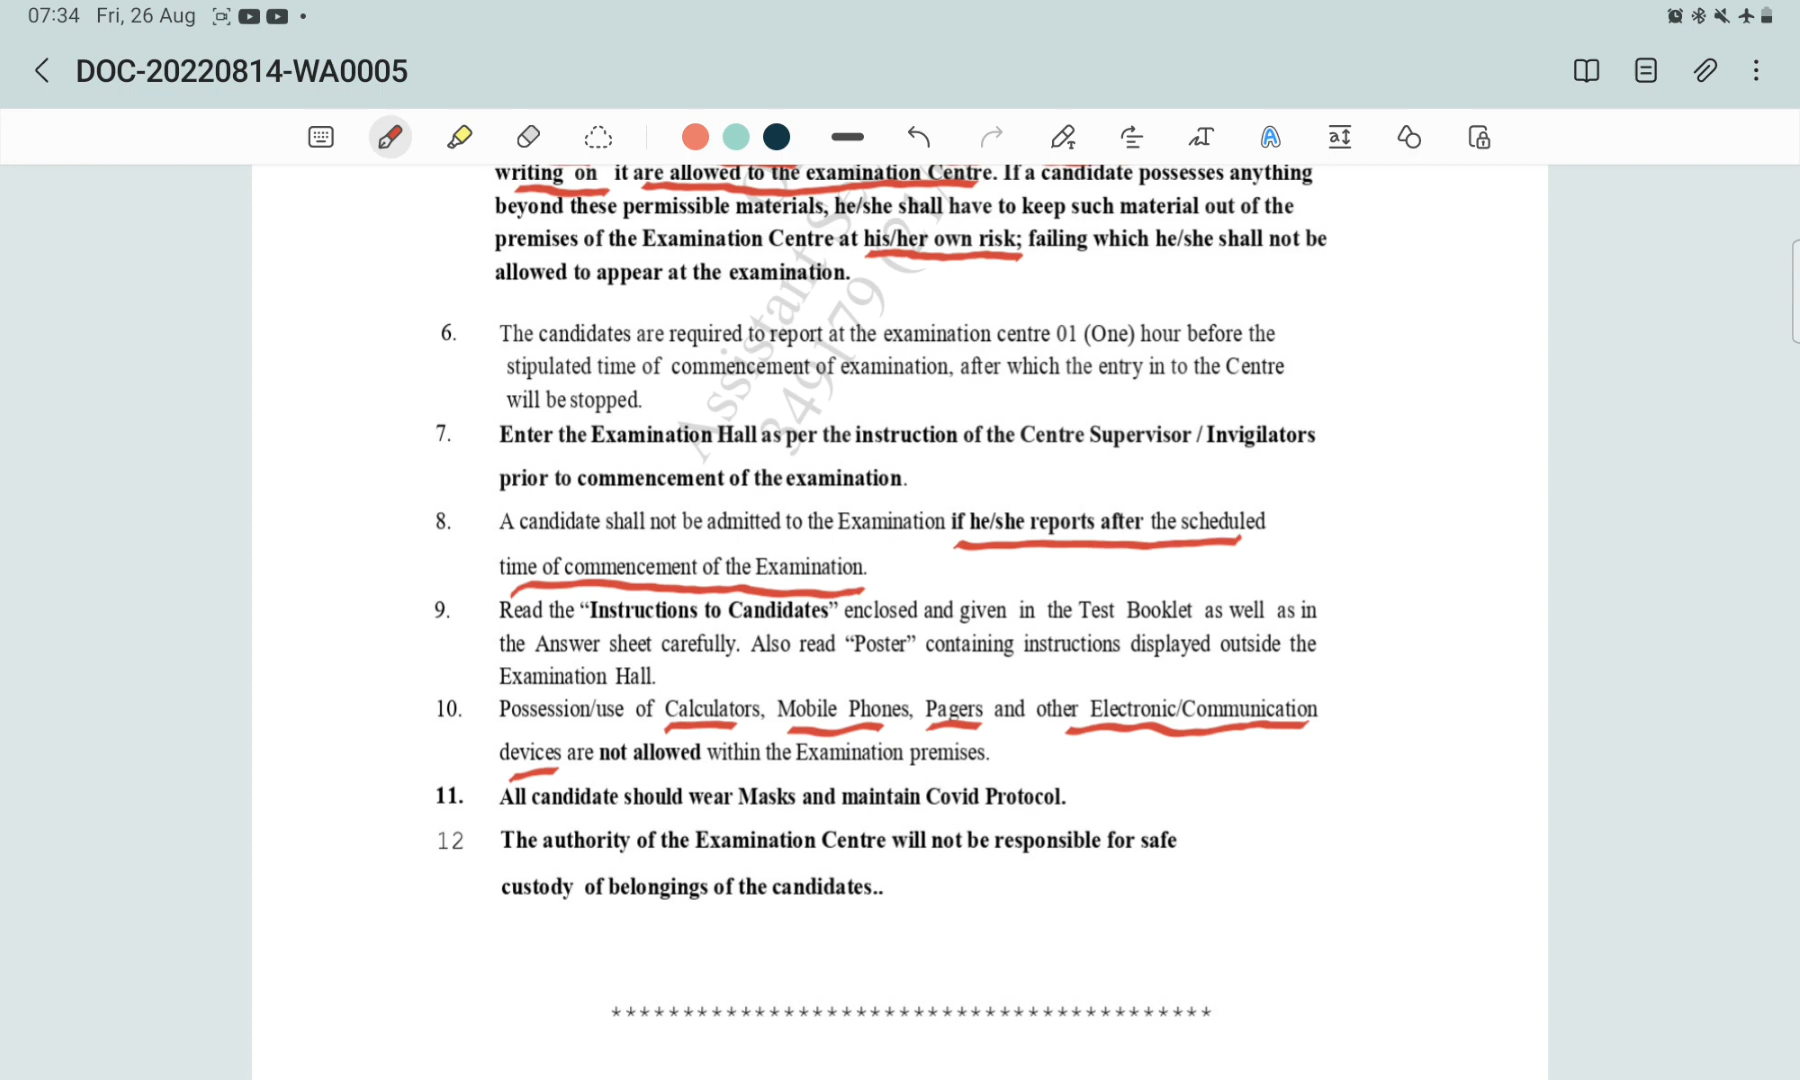 07:34 Fri, 26 Aug
DOC-20220814-WA0005
writing on it are allowed to the examination Centre. If a candidate possesses anything
beyond these permissible materials, he/she shall have to keep such material out of the
premises of the Examination Centre at his/her own risk; failing which he/she shall not be
allowed to appear at the examination.
6. The candidates are required to report at the examination centre 01 (One) hour before the
stipulated time of commencement of examination, after which the entry in to the Centre
will be stopped.
7. Enter the Examination Hall as per the instruction of the Centre Supervisor / Invigilators
prior to commencement of the examination.
8. A candidate shall not be admitted to the Examination if he/she reports after the scheduled
time of commencement of the Examination.
9. Read the “Instructions to Candidates” enclosed and given in the Test Booklet as well as in
the Answer sheet carefully. Also read “Poster” containing instructions displayed outside the
Examination Hall.
10. Possession/use of Calculators, Mobile Phones, Pagers and other Electronic/Communication
devices are not allowed within the Examination premises.
11. All candidate should wear Masks and maintain Covid Protocol.
12 The authority of the Examination Centre will not be responsible for safe
custody of belongings of the candidates..
******************************************
Assistant